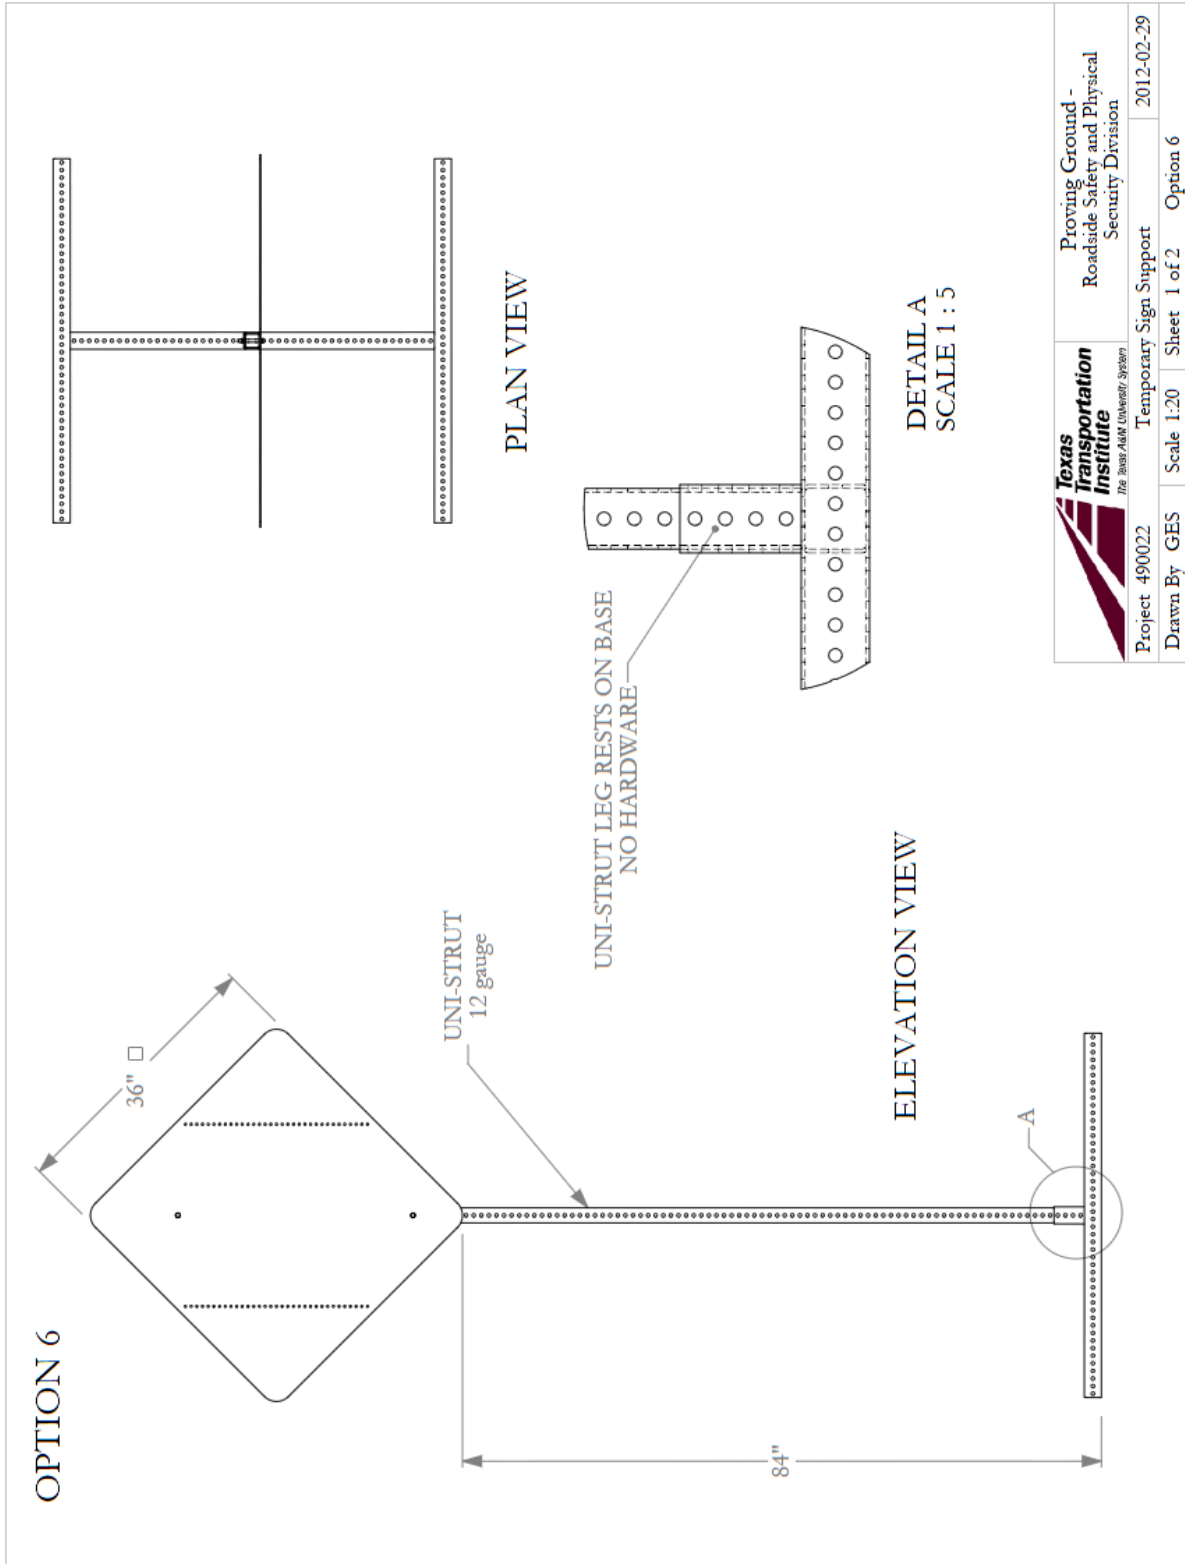 OPTION 6
36"
UNI-STRUT
12 gauge
84"
A
ELEVATION VIEW
PLAN VIEW
UNI-STRUT LEG RESTS ON BASE
NO HARDWARE
DETAIL A
SCALE 1 : 5
Texas
Transportation
Institute
The Texas A&M University System
Proving Ground -
Roadside Safety and Physical
Security Division
Project 490022 Temporary Sign Support 2012-02-29
Drawn By GES Scale 1:20 Sheet 1 of 2 Option 6